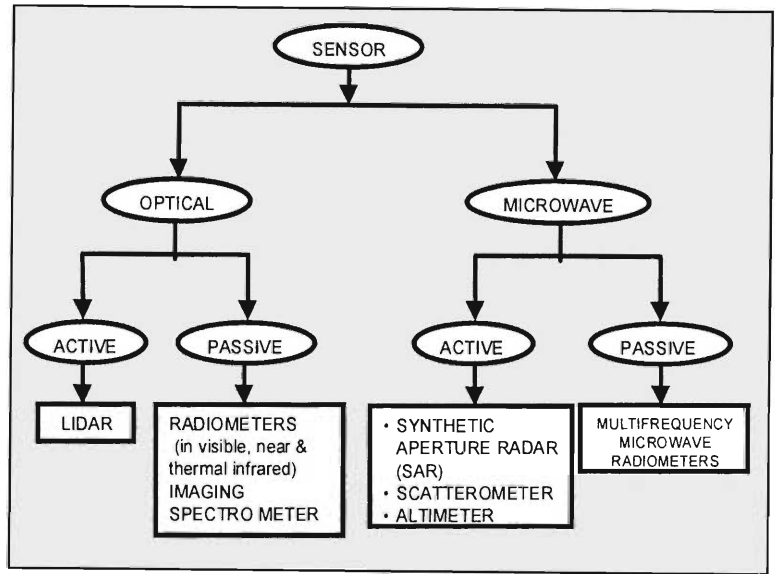 SENSOR
OPTICAL
MICROWAVE
ACTIVE
PASSIVE
ACTIVE
PASSIVE
LIDAR
RADIOMETERS
(in visible, near &
thermal infrared)
IMAGING
SPECTRO METER
• SYNTHETIC
APERTURE RADAR
(SAR)
• SCATTEROMETER
• ALTIMETER
MULTIFREQUENCY
MICROWAVE
RADIOMETERS